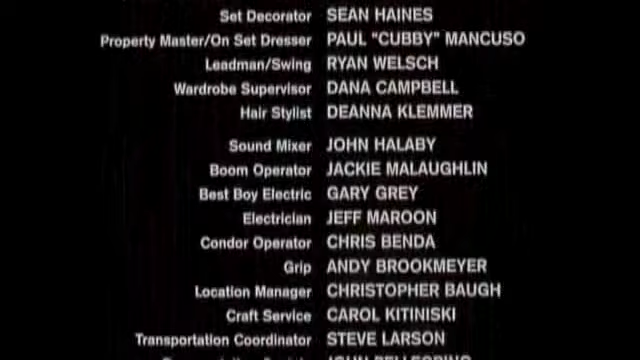 Set Decorator SEAN HAINES
Property Master/On Set Dresser PAUL "CUBBY" MANCUSO
Leadman/Swing RYAN WELSCH
Wardrobe Supervisor DANA CAMPBELL
Hair Stylist DEANNA KLEMMER
Sound Mixer JOHN HALABY
Boom Operator JACKIE MALAUGHLIN
Best Boy Electric GARY GREY
Electrician JEFF MAROON
Condor Operator CHRIS BENDA
Grip ANDY BROOKMEYER
Location Manager CHRISTOPHER BAUGH
Craft Service CAROL KITINISKI
Transportation Coordinator STEVE LARSON